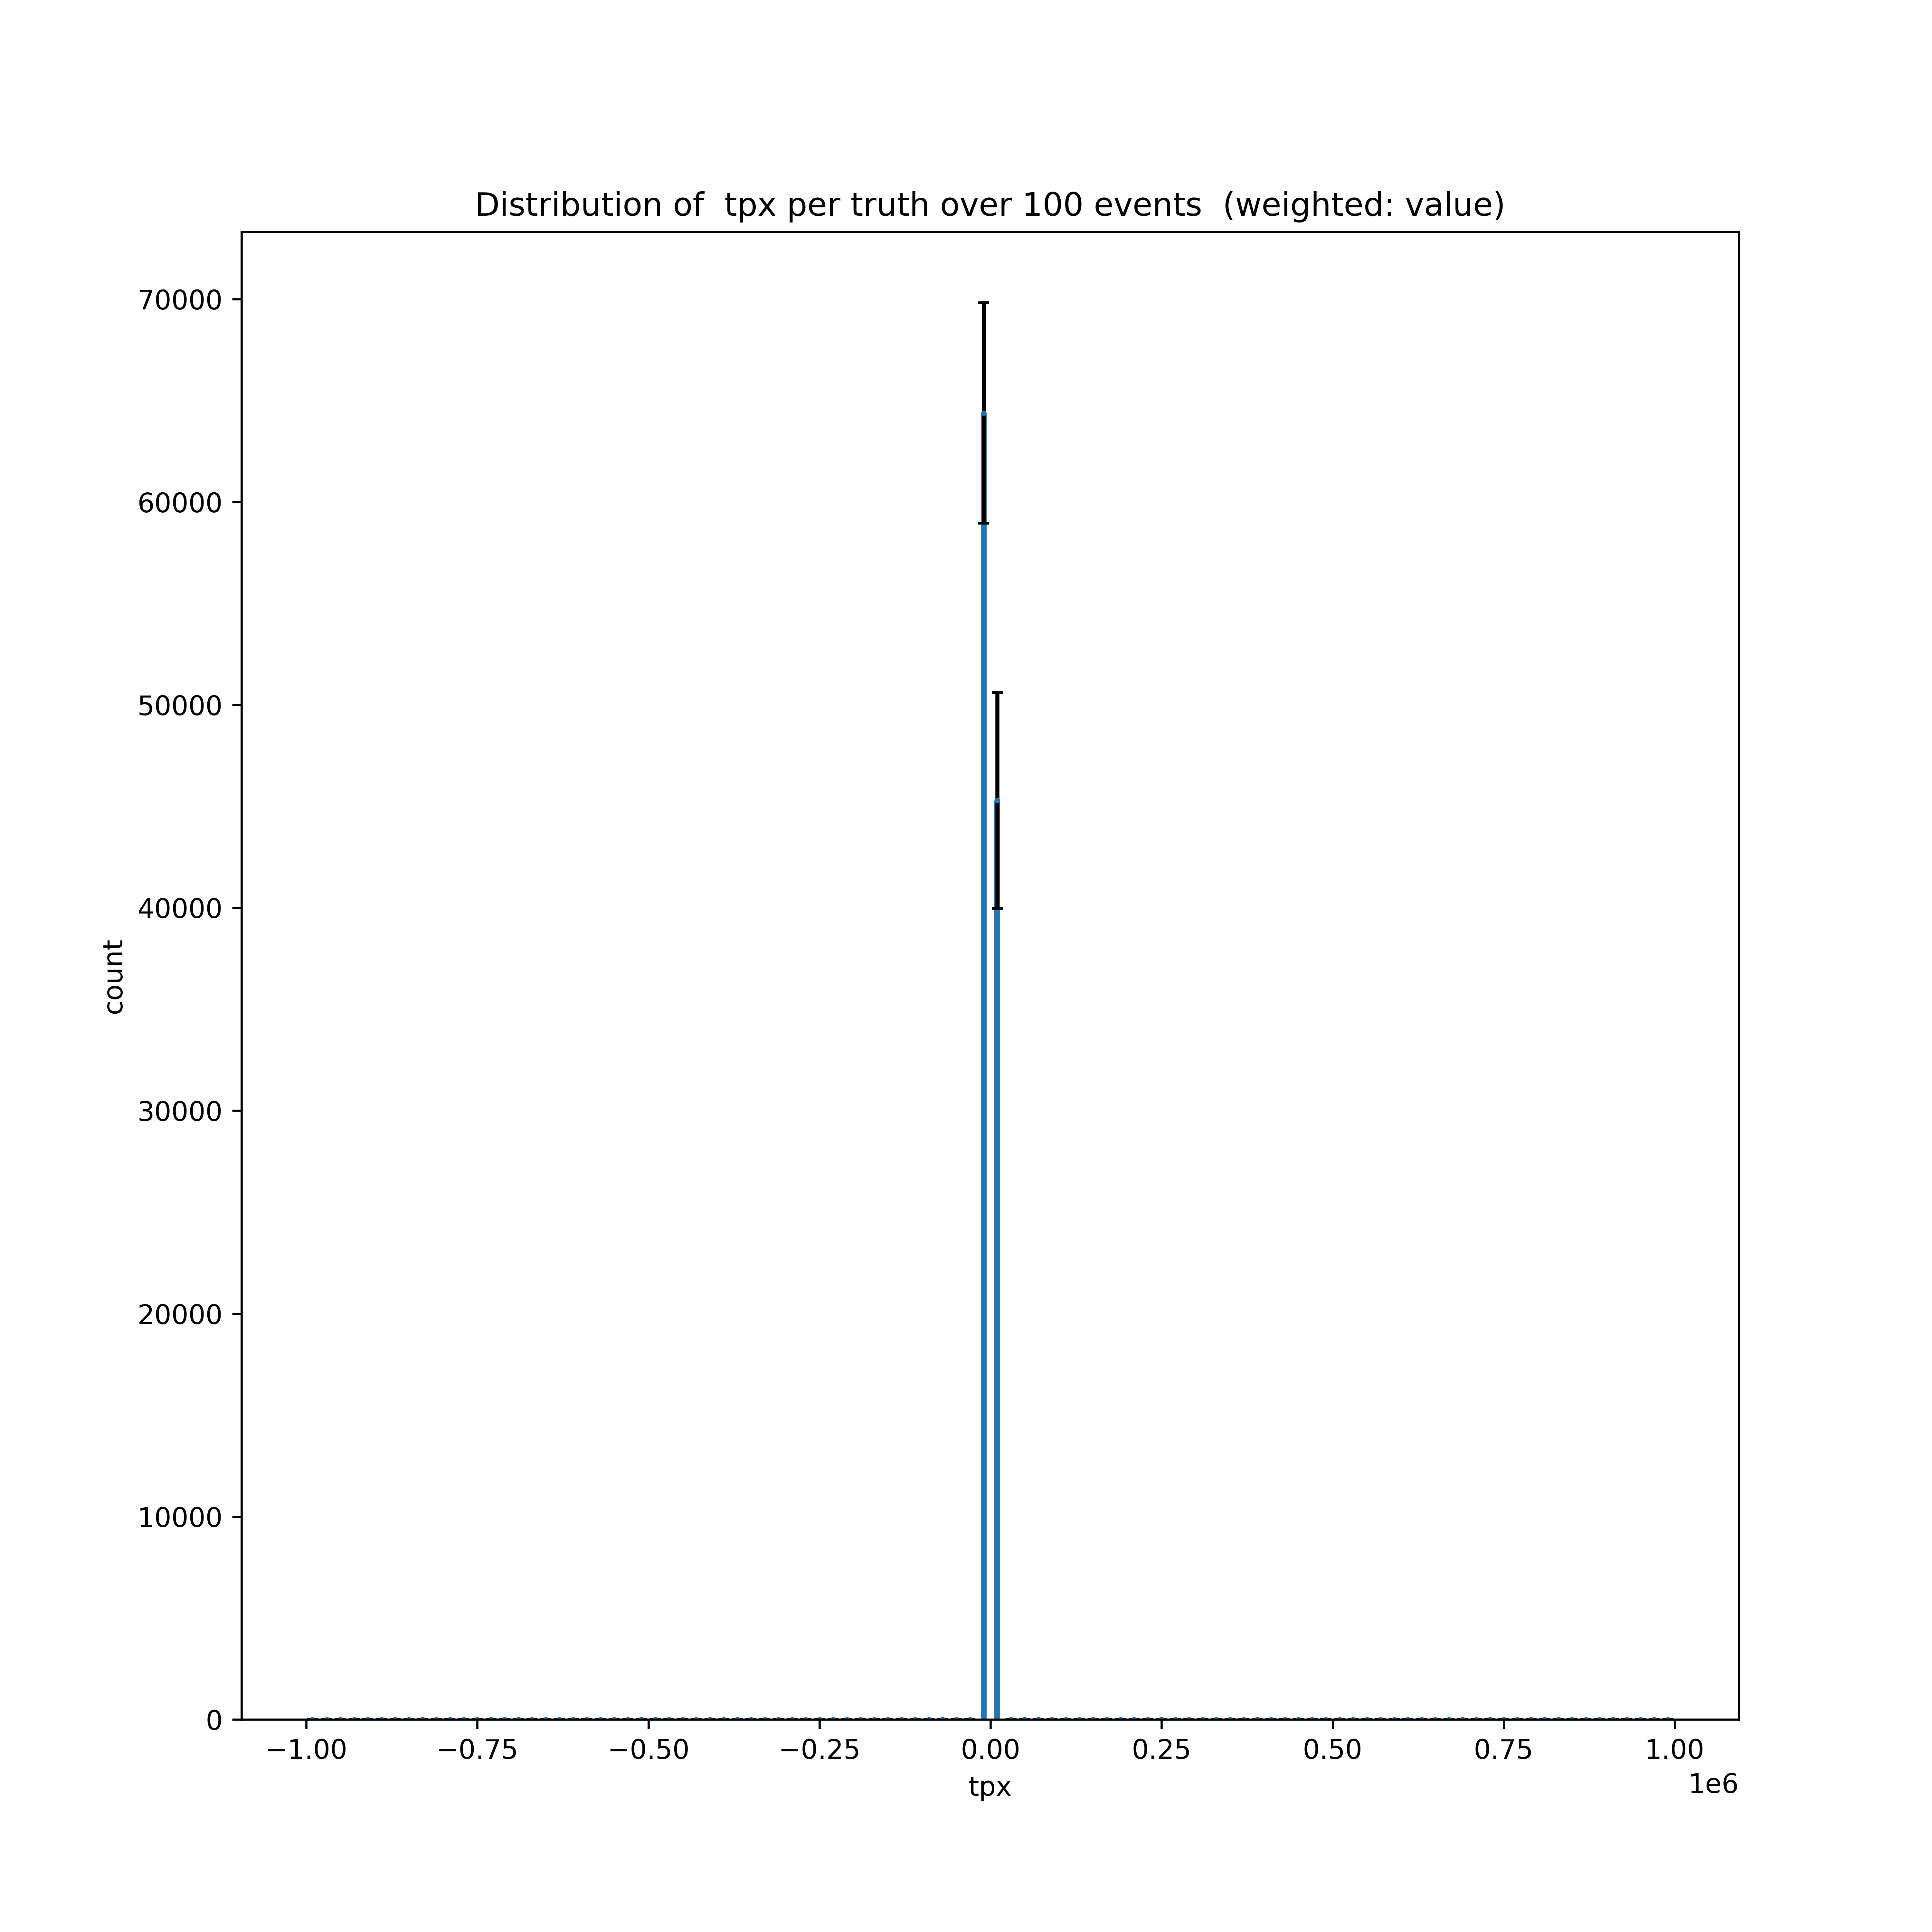 Distribution of  tpx per truth over 100 events  (weighted: value)
70000
60000
50000
40000
30000
20000
10000
0
count
−1.00 −0.75 −0.50 −0.25 0.00 0.25 0.50 0.75 1.00
tpx
1e6